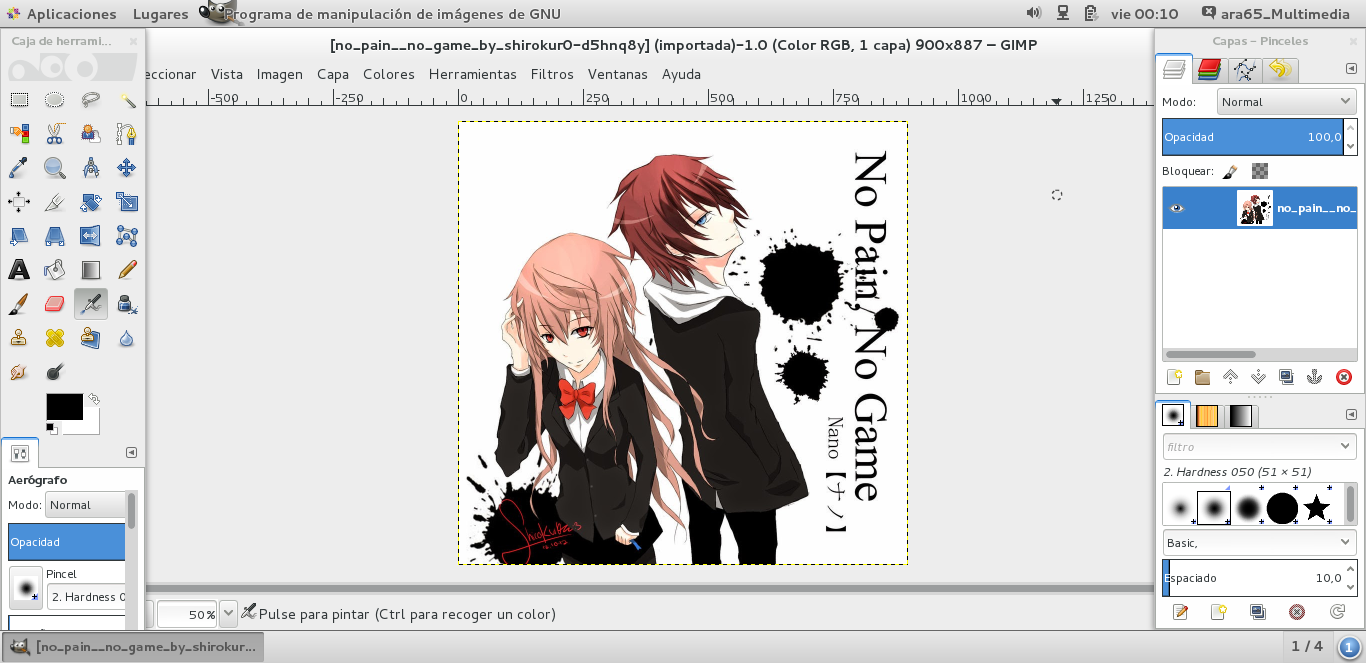 Aplicaciones Lugares Programa de manipulación de imágenes de GNU vie 00:10 ara65_Multimedia
Caja de herrami...
[no_pain__no_game_by_shirokur0-d5hnq8y] (importada)-1.0 (Color RGB, 1 capa) 900x887 – GIMP
Capas – Pinceles
eccionar Vista Imagen Capa Colores Herramientas Filtros Ventanas Ayuda
-500 -250 0 250 500 750 1000 1250
Modo: Normal
Opacidad 100,0
Bloquear:
no_pain__no_
No Pain, No Game
Nano【ナノ】
12.10.12
filtro
2. Hardness 050 (51 × 51)
Basic,
Espaciado 10,0
Aerógrafo
Modo: Normal
Opacidad
Pincel
2. Hardness 0
50% Pulse para pintar (Ctrl para recoger un color)
[no_pain__no_game_by_shirokur... 1 / 4 1